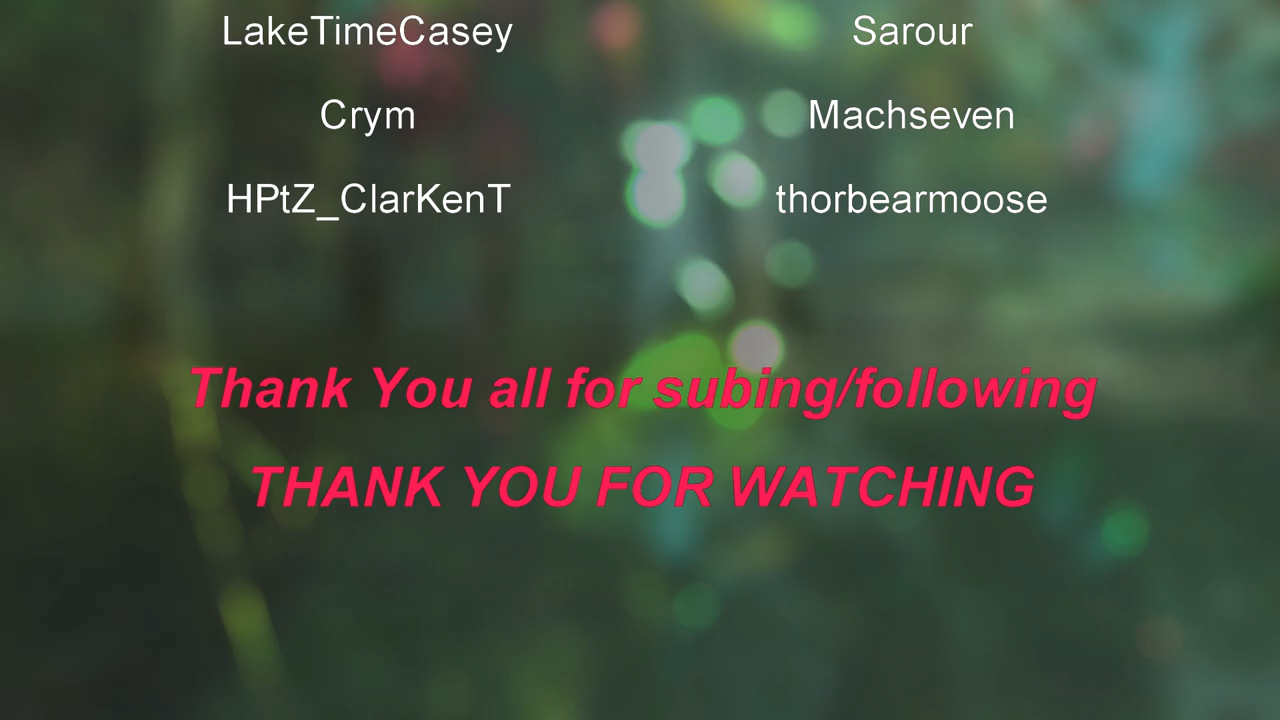 LakeTimeCasey Sarour
Crym Machseven
HPtZ_ClarKenT thorbearmoose
Thank You all for subing/following
THANK YOU FOR WATCHING